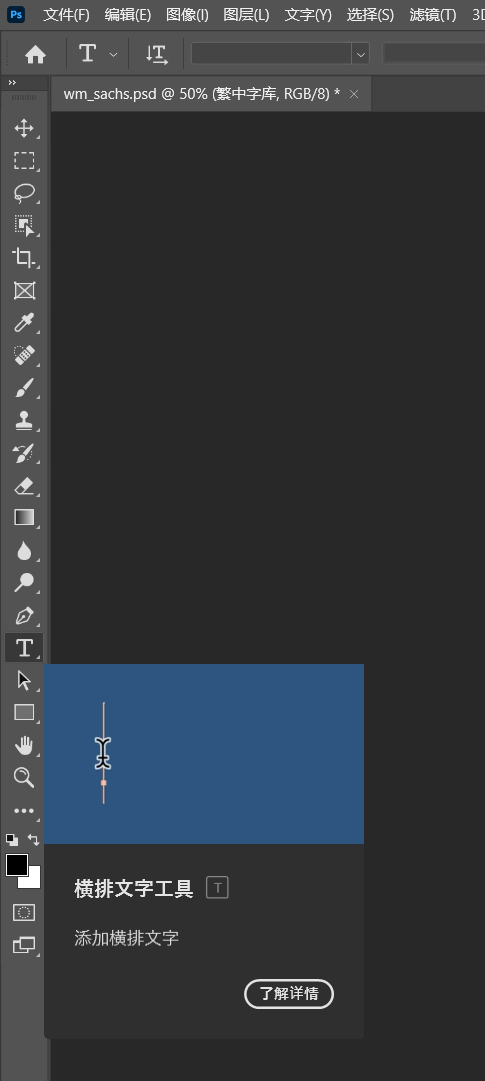 Ps 文件(F) 编辑(E) 图像(I) 图层(L) 文字(Y) 选择(S) 滤镜(T) 3D
T
T
wm_sachs.psd @ 50% (繁中字库, RGB/8) * ×
T
横排文字工具 T
添加横排文字
了解详情